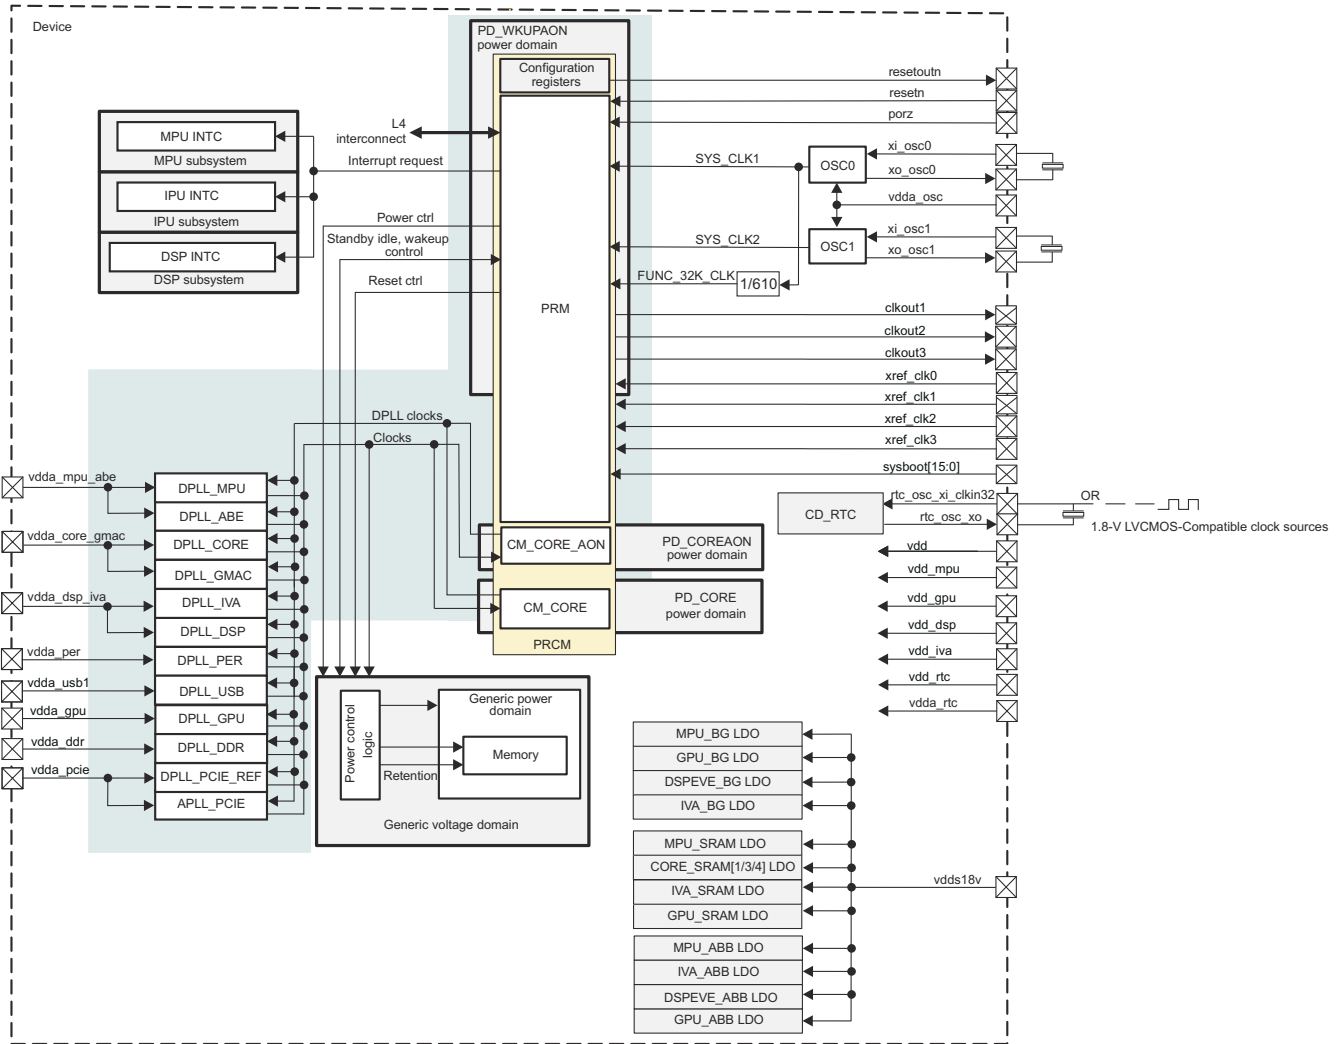 Device
PD_WKUPAON
power domain
Configuration
registers
resetoutn
resetn
porz
L4
interconnect
MPU INTC
MPU subsystem
Interrupt request
IPU INTC
IPU subsystem
DSP INTC
DSP subsystem
Power ctrl
Standby idle, wakeup
control
Reset ctrl
PRM
SYS_CLK1
OSC0
xi_osc0
xo_osc0
vdda_osc
SYS_CLK2
OSC1
xi_osc1
xo_osc1
FUNC_32K_CLK
1/610
clkout1
clkout2
clkout3
xref_clk0
xref_clk1
xref_clk2
xref_clk3
sysboot[15:0]
DPLL clocks
Clocks
vdda_mpu_abe
DPLL_MPU
DPLL_ABE
vdda_core_gmac
DPLL_CORE
DPLL_GMAC
vdda_dsp_iva
DPLL_IVA
DPLL_DSP
vdda_per
DPLL_PER
vdda_usb1
DPLL_USB
vdda_gpu
DPLL_GPU
vdda_ddr
DPLL_DDR
vdda_pcie
DPLL_PCIE_REF
APLL_PCIE
CM_CORE_AON
PD_COREAON
power domain
CM_CORE
PD_CORE
power domain
PRCM
CD_RTC
rtc_osc_xi_clkin32
rtc_osc_xo
OR
1.8-V LVCMOS-Compatible clock sources
vdd
vdd_mpu
vdd_gpu
vdd_dsp
vdd_iva
vdd_rtc
vdda_rtc
Power control
logic
Generic power
domain
Memory
Retention
Generic voltage domain
MPU_BG LDO
GPU_BG LDO
DSPEVE_BG LDO
IVA_BG LDO
MPU_SRAM LDO
CORE_SRAM[1/3/4] LDO
IVA_SRAM LDO
GPU_SRAM LDO
vdds18v
MPU_ABB LDO
IVA_ABB LDO
DSPEVE_ABB LDO
GPU_ABB LDO